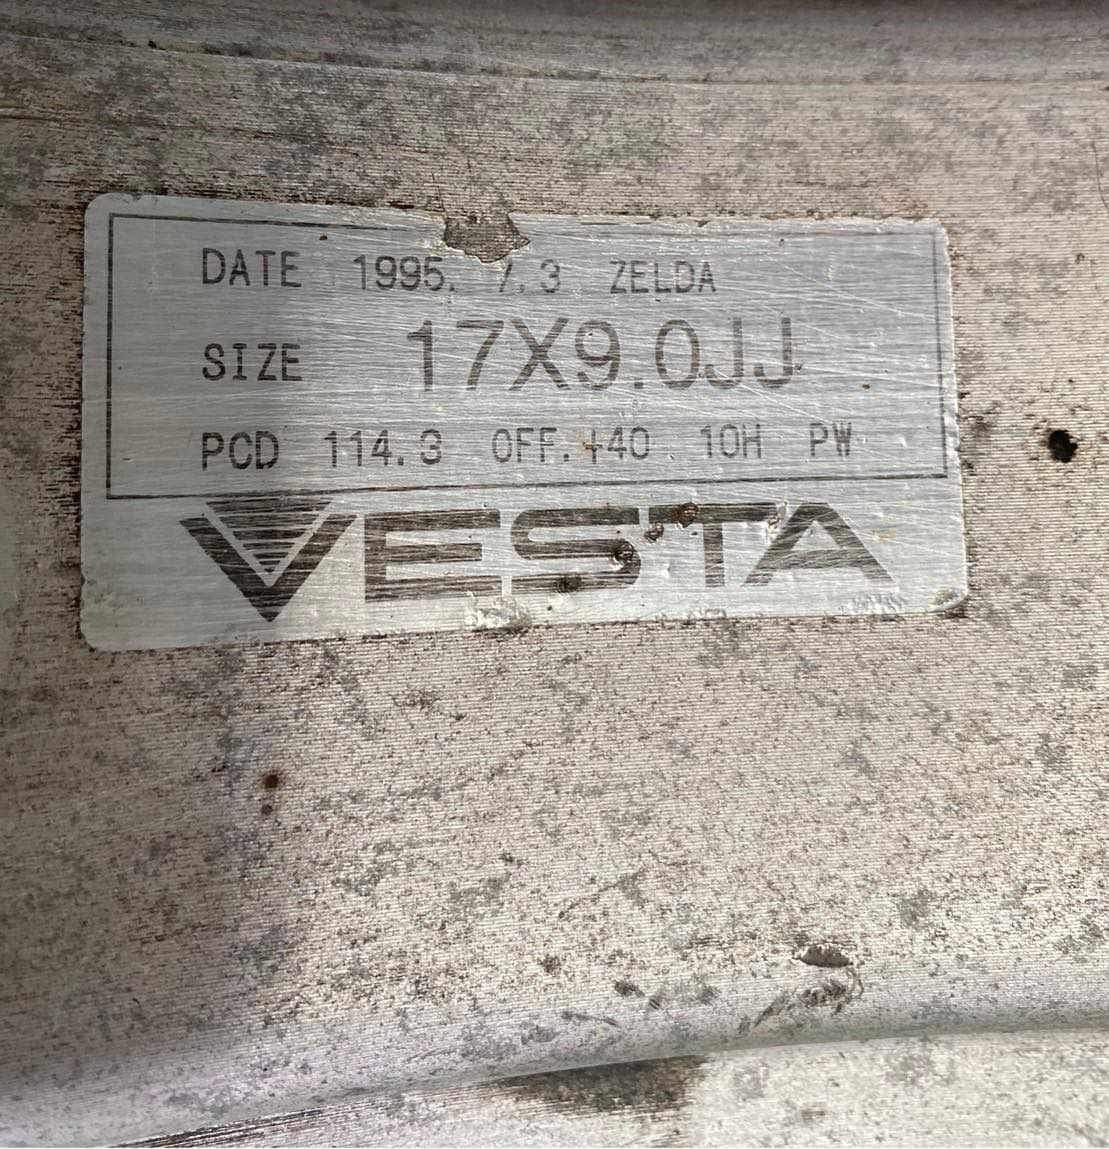 DATE 1995. /.3 ZELDA
SIZE 17X9.0JJ
PCD 114.3 OFF.+40 10H PW
VESTA